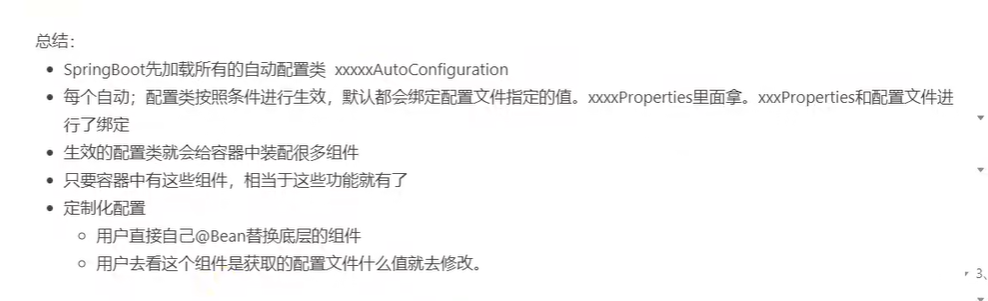 总结：
SpringBoot先加载所有的自动配置类 xxxxxAutoConfiguration
每个自动；配置类按照条件进行生效，默认都会绑定配置文件指定的值。xxxxProperties里面拿。xxxProperties和配置文件进
行了绑定
生效的配置类就会给容器中装配很多组件
只要容器中有这些组件，相当于这些功能就有了
定制化配置
用户直接自己@Bean替换底层的组件
用户去看这个组件是获取的配置文件什么值就去修改。
3、